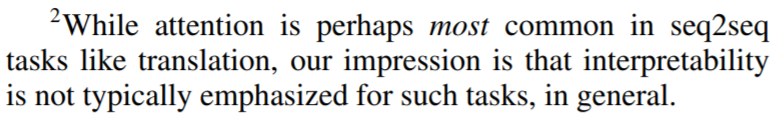 ²While attention is perhaps most common in seq2seq
tasks like translation, our impression is that interpretability
is not typically emphasized for such tasks, in general.